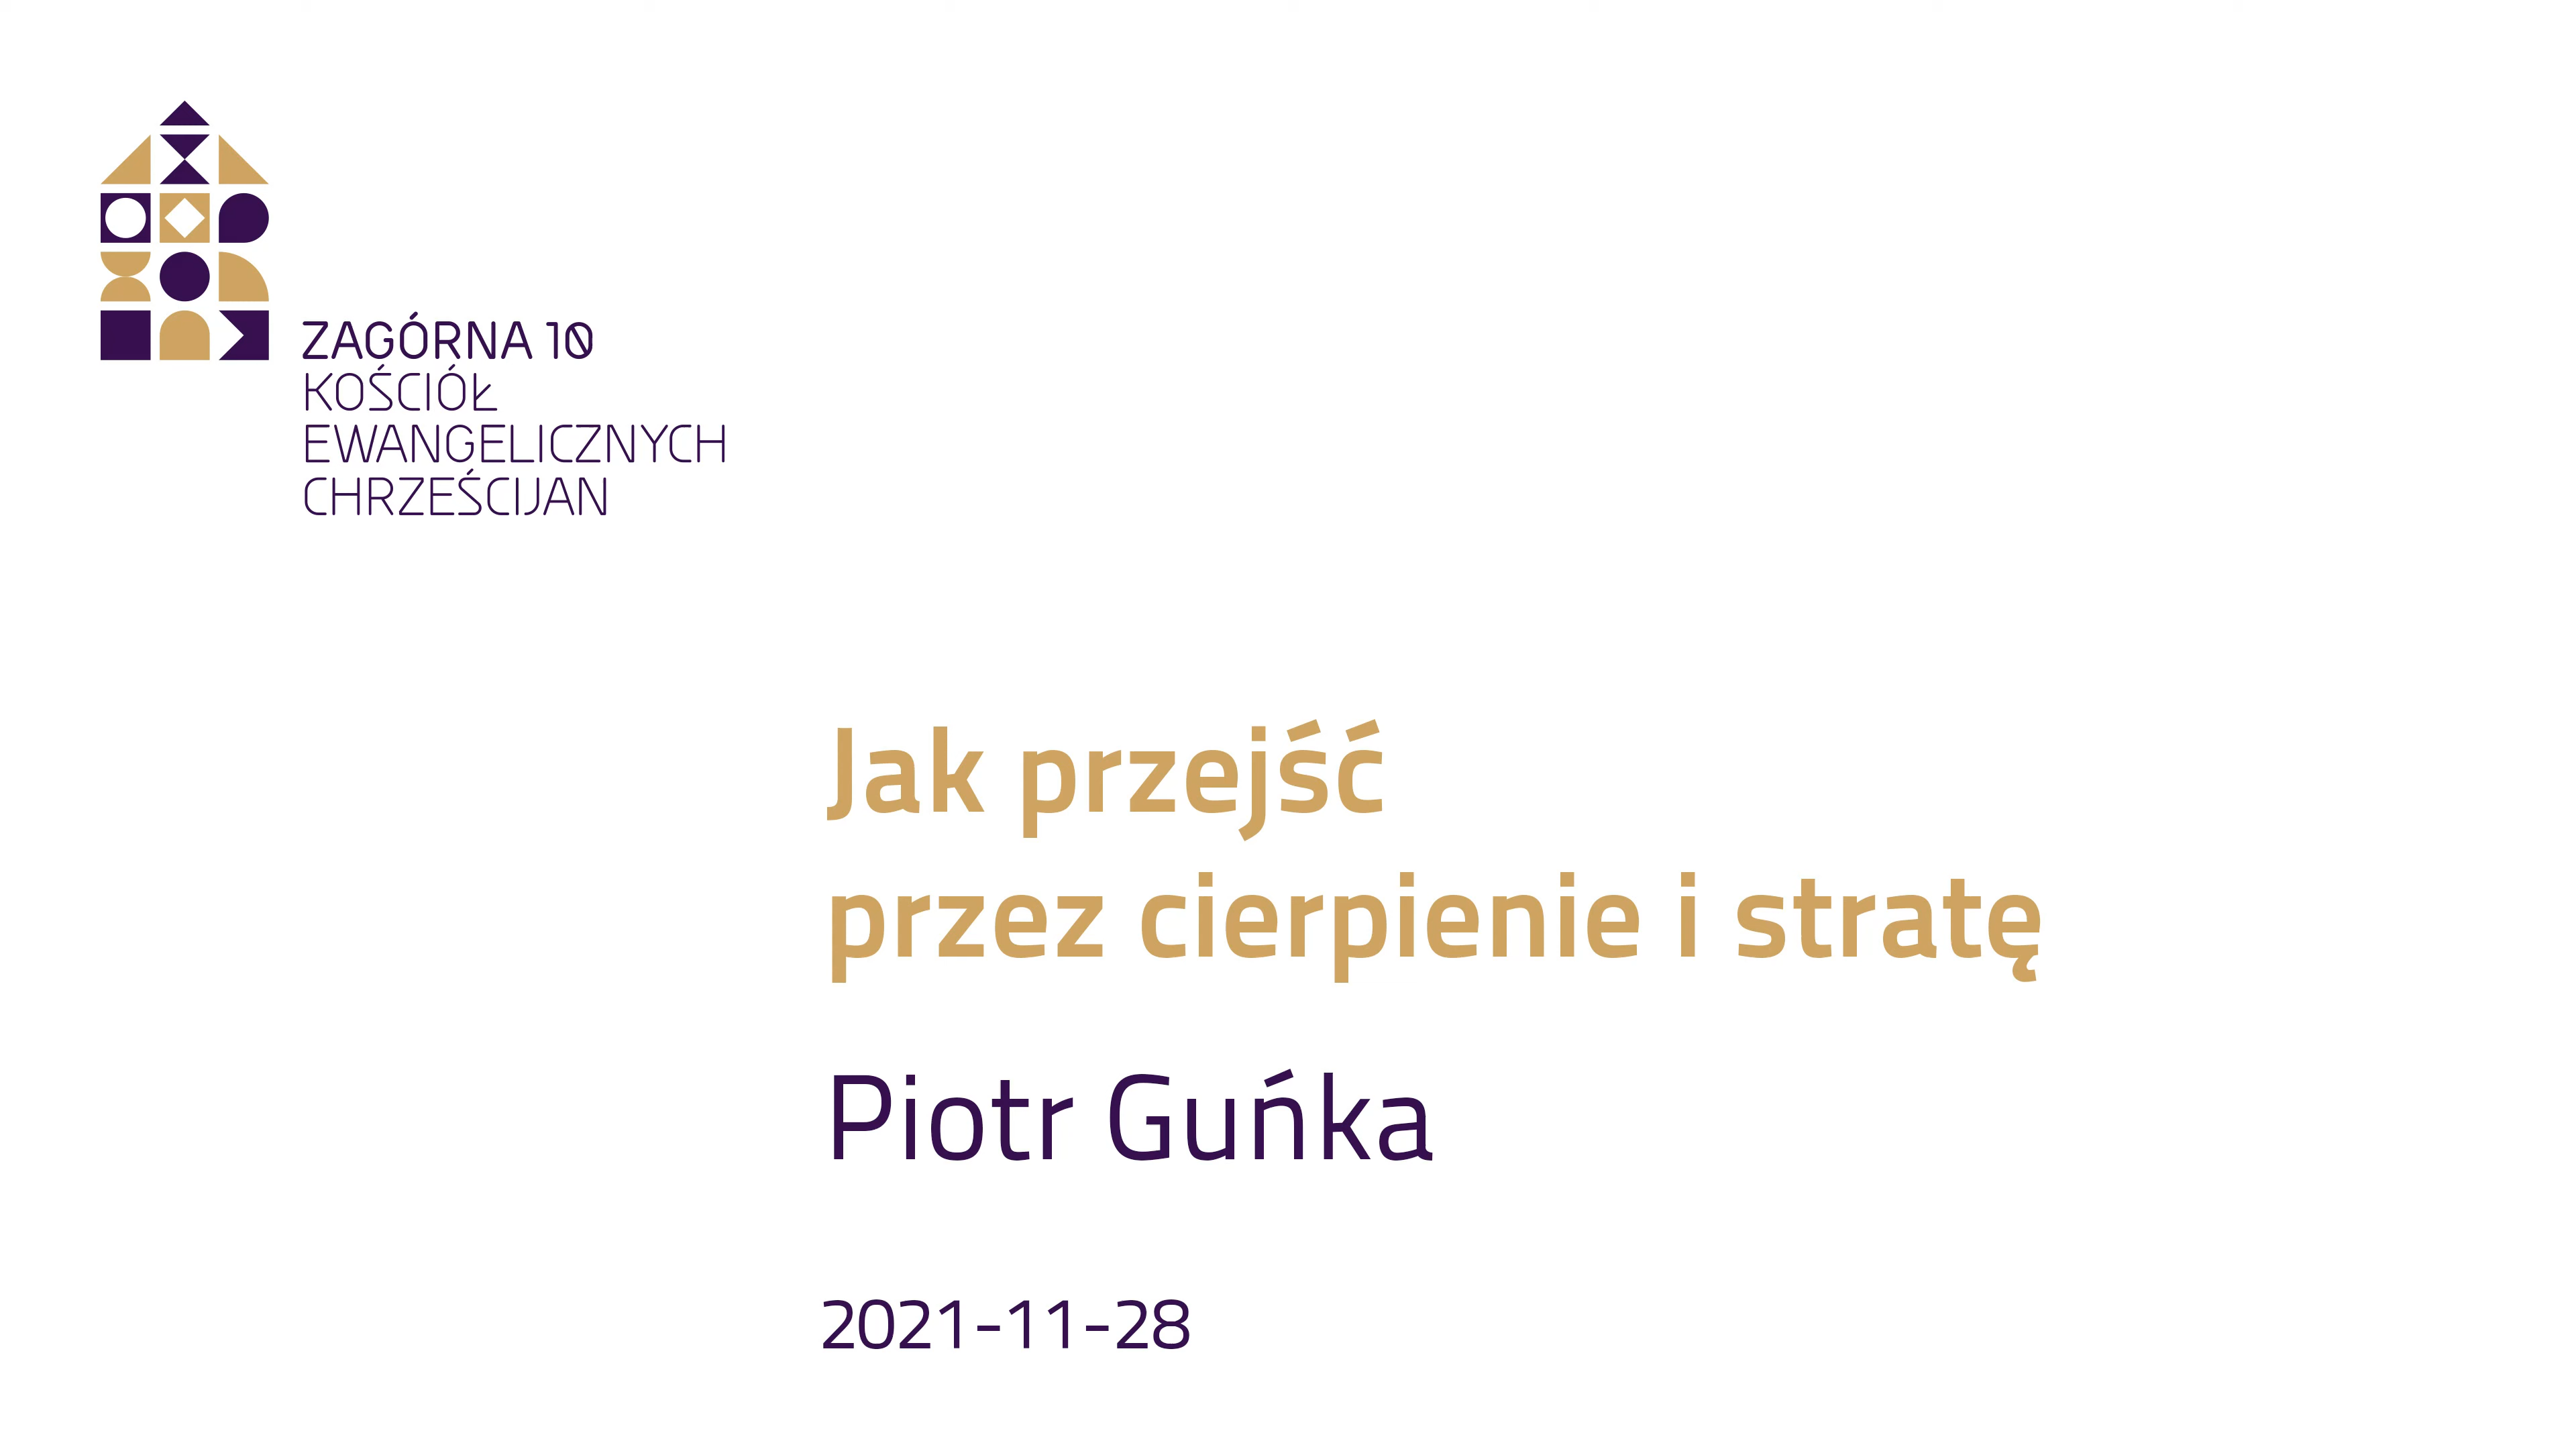 ZAGÓRNA 10
KOŚCIÓŁ
EWANGELICZNYCH
CHRZEŚCIJAN
Jak przejść
przez cierpienie i stratę
Piotr Guńka
2021-11-28